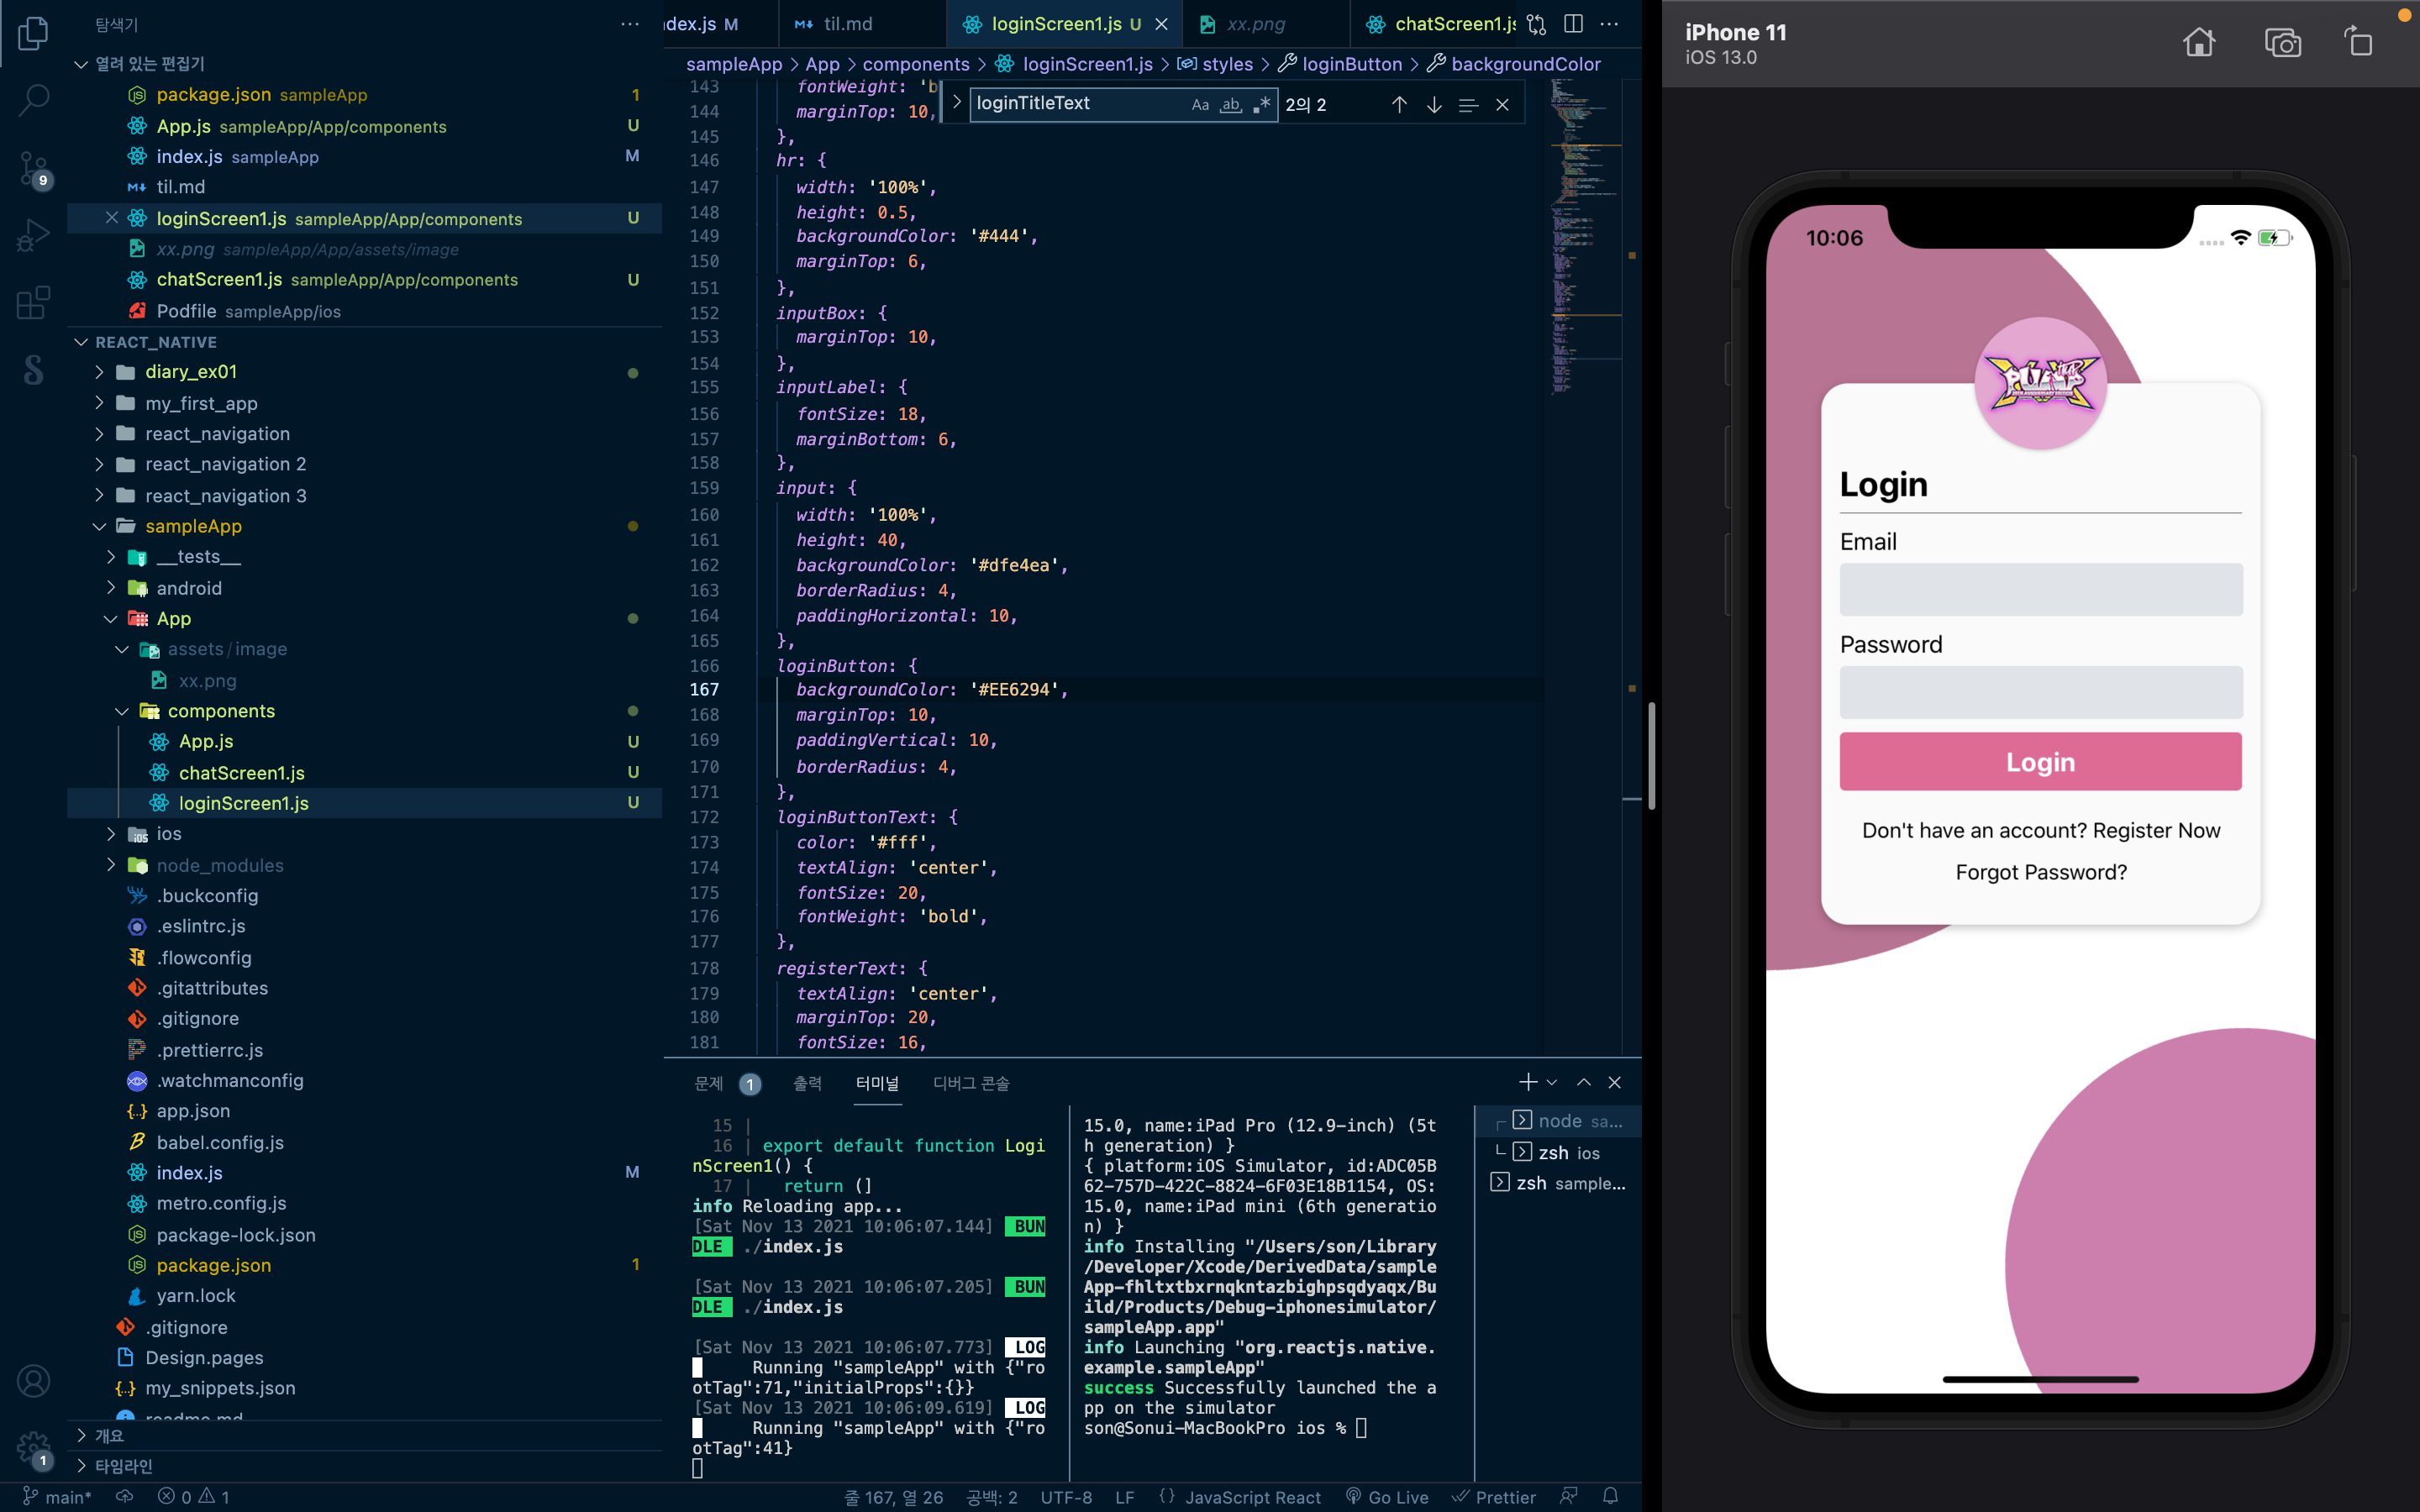 탐색기
열려 있는 편집기
package.json sampleApp 1
App.js sampleApp/App/components U
index.js sampleApp M
til.md
loginScreen1.js sampleApp/App/components U
xx.png sampleApp/App/assets/image
chatScreen1.js sampleApp/App/components U
Podfile sampleApp/ios
REACT_NATIVE
diary_ex01
my_first_app
react_navigation
react_navigation 2
react_navigation 3
sampleApp
__tests__
android
App
assets/image
xx.png
components
App.js U
chatScreen1.js U
loginScreen1.js U
ios
node_modules
.buckconfig
.eslintrc.js
.flowconfig
.gitattributes
.gitignore
.prettierrc.js
.watchmanconfig
app.json
babel.config.js
index.js M
metro.config.js
package-lock.json
package.json 1
yarn.lock
.gitignore
Design.pages
my_snippets.json
readme.md
개요
타임라인
9
1
dex.js M
til.md
loginScreen1.js U
xx.png
chatScreen1.js
sampleApp > App > components > loginScreen1.js > styles > loginButton > backgroundColor
loginTitleText Aa ab 2의 2
143 fontWeight: 'b
144 marginTop: 10,
145 },
146 hr: {
147 width: '100%',
148 height: 0.5,
149 backgroundColor: '#444',
150 marginTop: 6,
151 },
152 inputBox: {
153 marginTop: 10,
154 },
155 inputLabel: {
156 fontSize: 18,
157 marginBottom: 6,
158 },
159 input: {
160 width: '100%',
161 height: 40,
162 backgroundColor: '#dfe4ea',
163 borderRadius: 4,
164 paddingHorizontal: 10,
165 },
166 loginButton: {
167 backgroundColor: '#EE6294',
168 marginTop: 10,
169 paddingVertical: 10,
170 borderRadius: 4,
171 },
172 loginButtonText: {
173 color: '#fff',
174 textAlign: 'center',
175 fontSize: 20,
176 fontWeight: 'bold',
177 },
178 registerText: {
179 textAlign: 'center',
180 marginTop: 20,
181 fontSize: 16,
문제 1 출력 터미널 디버그 콘솔
15 |
16 | export default function Logi
nScreen1() {
17 | return (]
info Reloading app...
[Sat Nov 13 2021 10:06:07.144] BUN
DLE ./index.js
[Sat Nov 13 2021 10:06:07.205] BUN
DLE ./index.js
[Sat Nov 13 2021 10:06:07.773] LOG
Running "sampleApp" with {"ro
otTag":71,"initialProps":{}}
[Sat Nov 13 2021 10:06:09.619] LOG
Running "sampleApp" with {"ro
otTag":41}
15.0, name:iPad Pro (12.9-inch) (5t
h generation) }
{ platform:iOS Simulator, id:ADC05B
62-757D-422C-8824-6F03E18B1154, OS:
15.0, name:iPad mini (6th generatio
n) }
info Installing "/Users/son/Library
/Developer/Xcode/DerivedData/sample
App-fhltxtbxrnqkntazbighpsqdyaqx/Bu
ild/Products/Debug-iphonesimulator/
sampleApp.app"
info Launching "org.reactjs.native.
example.sampleApp"
success Successfully launched the a
pp on the simulator
son@Sonui-MacBookPro ios %
node sa...
zsh ios
zsh sample...
main* 0 1 줄 167, 열 26 공백: 2 UTF-8 LF {} JavaScript React Go Live Prettier
iPhone 11
iOS 13.0
10:06
PUMP
Login
Email
Password
Login
Don't have an account? Register Now
Forgot Password?